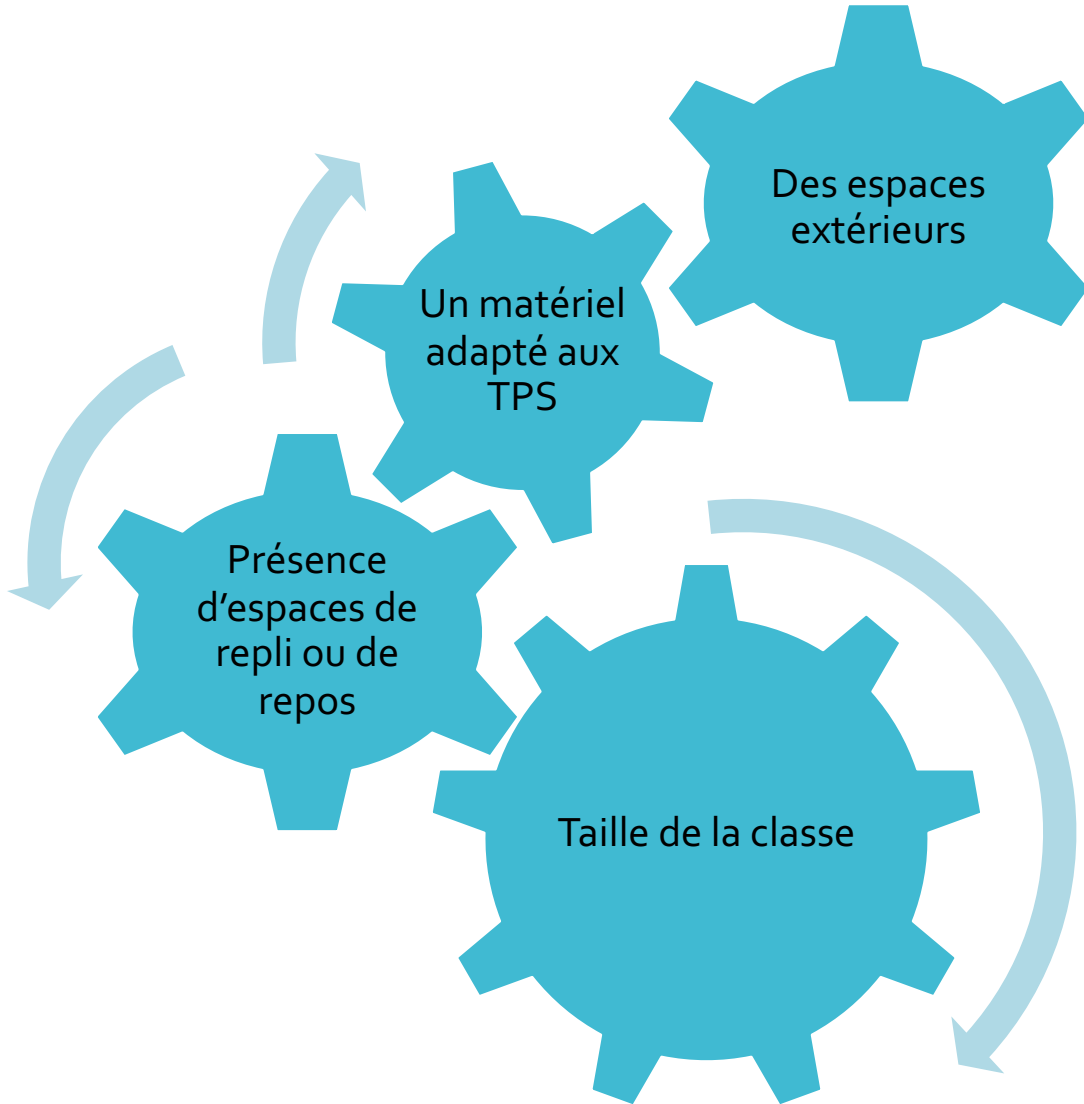 Des espaces
extérieurs
Un matériel
adapté aux
TPS
Présence
d'espaces de
repli ou de
repos
Taille de la classe